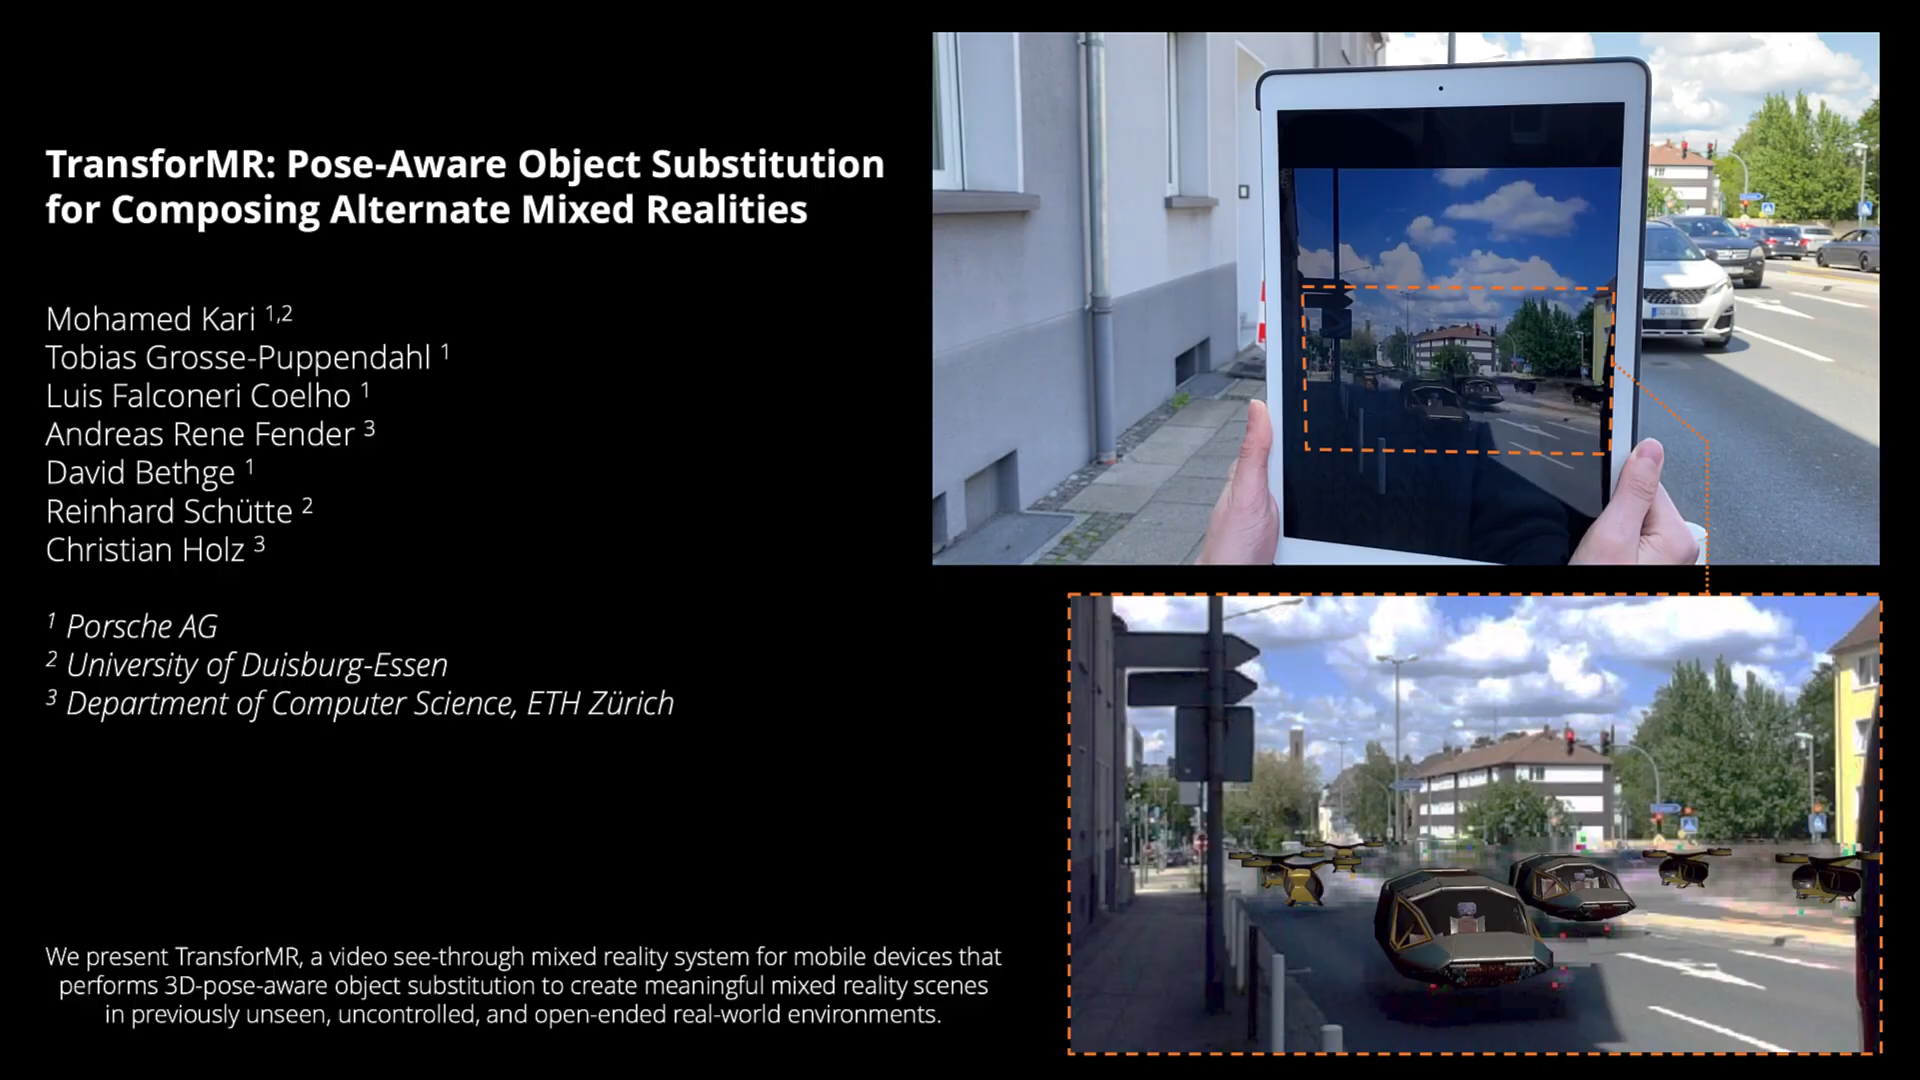 TransforMR: Pose-Aware Object Substitution
for Composing Alternate Mixed Realities
Mohamed Kari 1,2
Tobias Grosse-Puppendahl 1
Luis Falconeri Coelho 1
Andreas Rene Fender 3
David Bethge 1
Reinhard Schütte 2
Christian Holz 3
1 Porsche AG
2 University of Duisburg-Essen
3 Department of Computer Science, ETH Zürich
We present TransforMR, a video see-through mixed reality system for mobile devices that
performs 3D-pose-aware object substitution to create meaningful mixed reality scenes
in previously unseen, uncontrolled, and open-ended real-world environments.